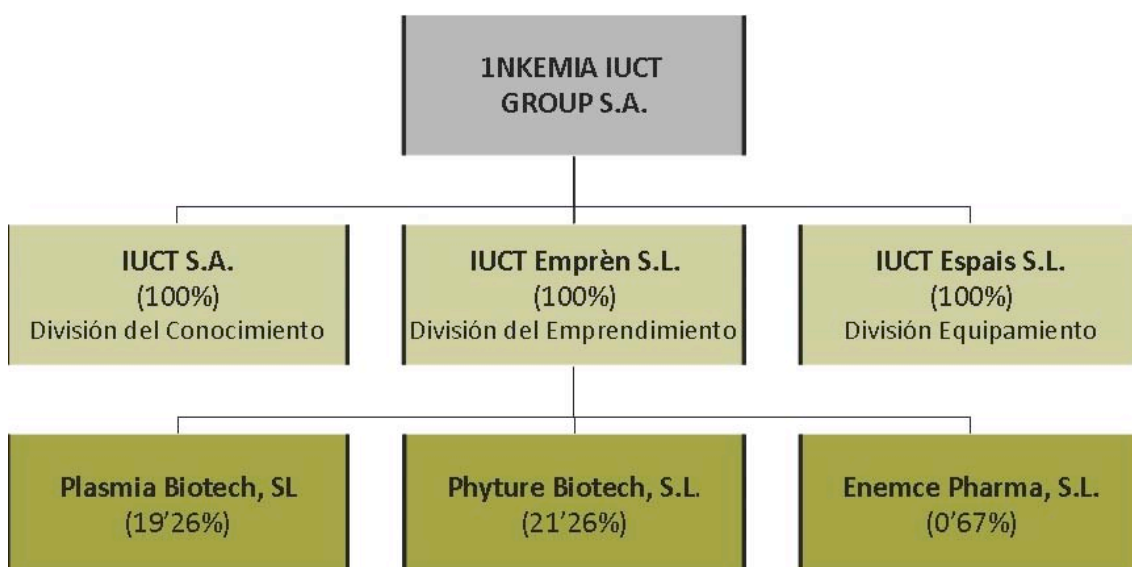 1NKEMIA IUCT
GROUP S.A.
IUCT S.A.
(100%)
División del Conocimiento
IUCT Emprèn S.L.
(100%)
División del Emprendimiento
IUCT Espais S.L.
(100%)
División Equipamiento
Plasmia Biotech, SL
(19'26%)
Phyture Biotech, S.L.
(21'26%)
Enemce Pharma, S.L.
(0'67%)